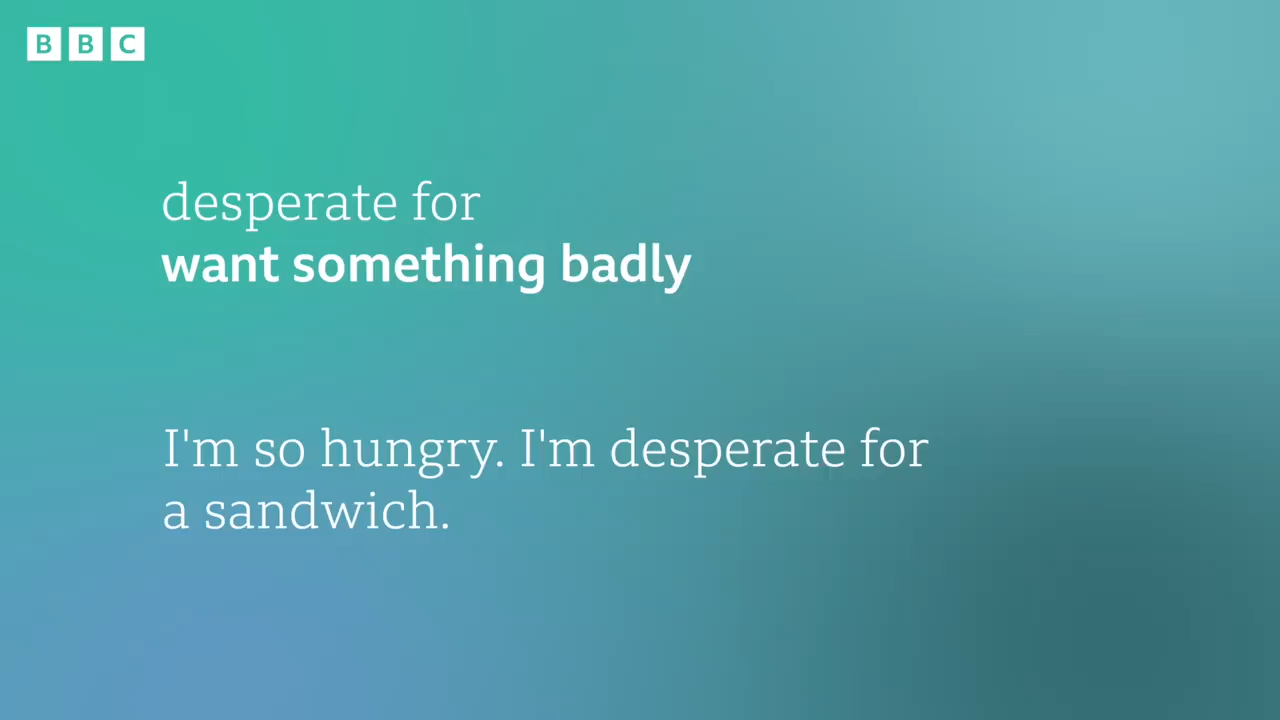 BBC
desperate for
want something badly
I'm so hungry. I'm desperate for
a sandwich.